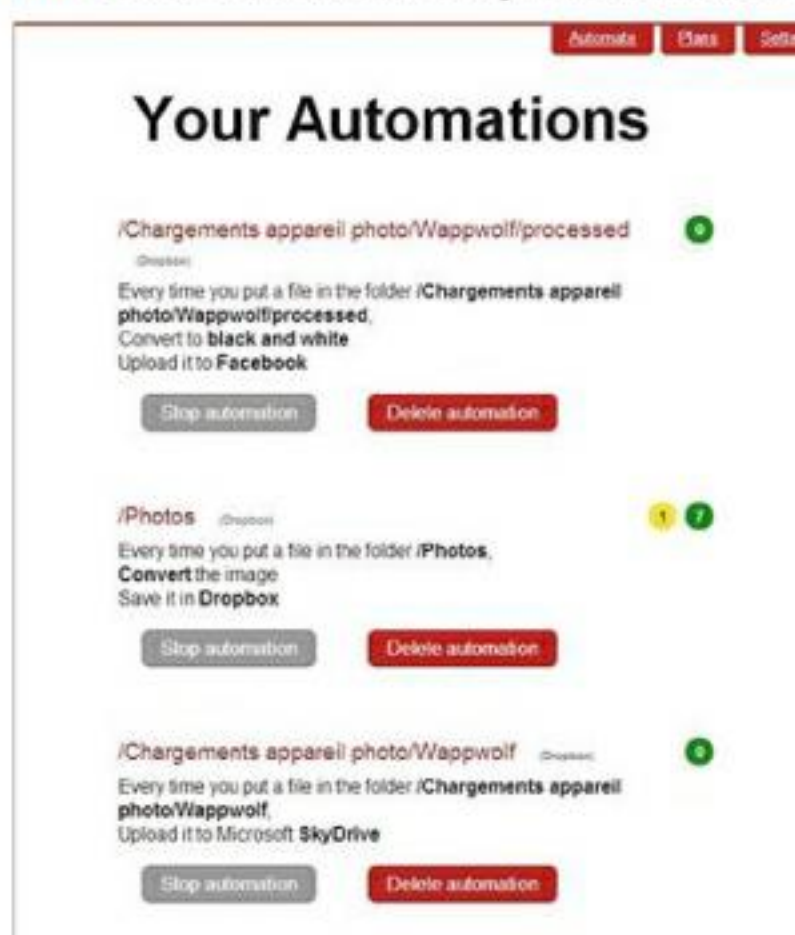 Automate Plans
Your Automations
/Chargements appareil photo/Wappwolf/processed 0
(Dropbox)
Every time you put a file in the folder /Chargements appareil
photo/Wappwolf/processed,
Convert to black and white
Upload it to Facebook
Stop automation Delete automation
/Photos (Dropbox) 1 7
Every time you put a file in the folder /Photos,
Convert the image
Save it in Dropbox
Stop automation Delete automation
/Chargements appareil photo/Wappwolf (Dropbox) 0
Every time you put a file in the folder /Chargements appareil
photo/Wappwolf,
Upload it to Microsoft SkyDrive
Stop automation Delete automation